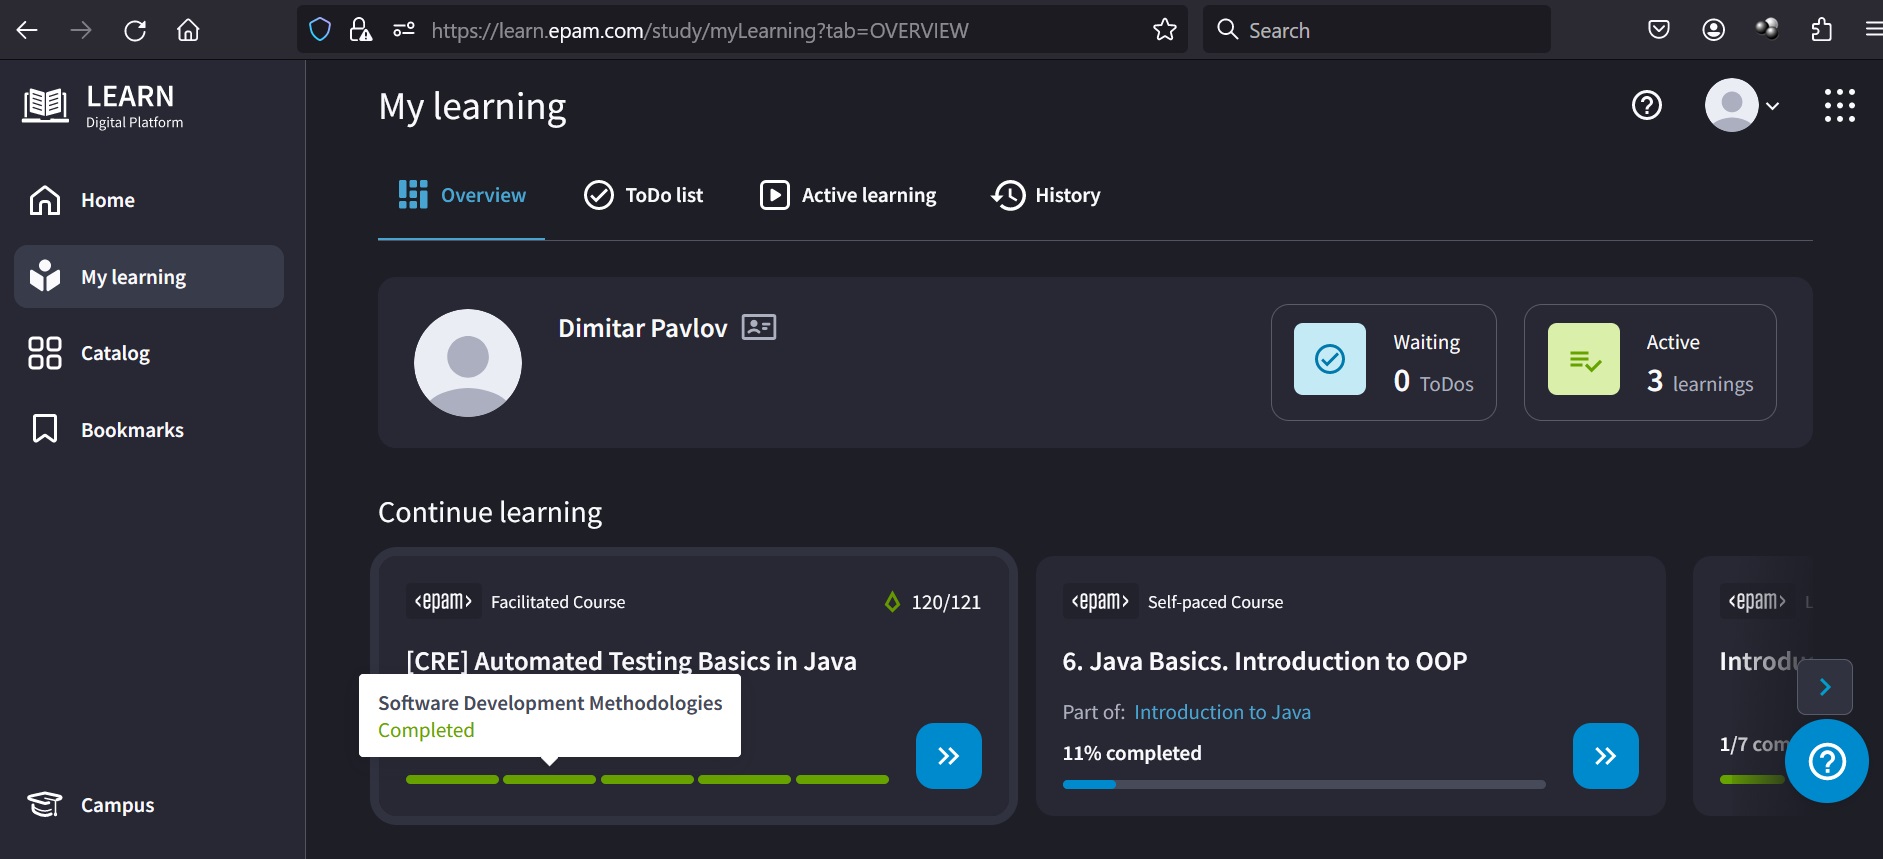 https://learn.epam.com/study/myLearning?tab=OVERVIEW
Search
LEARN
Digital Platform
Home
My learning
Catalog
Bookmarks
Campus
My learning
Overview
ToDo list
Active learning
History
Dimitar Pavlov
Waiting
0 ToDos
Active
3 learnings
Continue learning
<epam> Facilitated Course
120/121
[CRE] Automated Testing Basics in Java
Software Development Methodologies
Completed
<epam> Self-paced Course
6. Java Basics. Introduction to OOP
Part of: Introduction to Java
11% completed
<epam> L
1/7